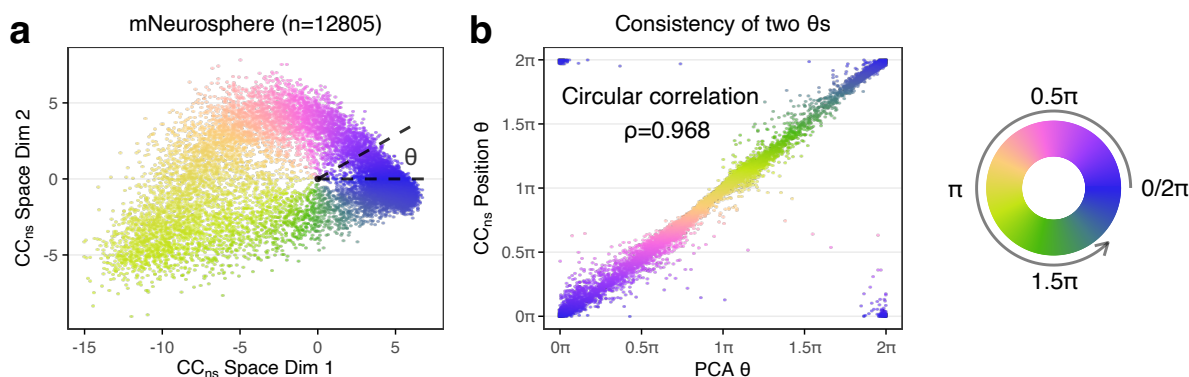 a
mNeurosphere (n=12805)
CCns Space Dim 2
5
0
-5
θ
-15
-10
-5
0
5
CCns Space Dim 1
b
Consistency of two θs
CCns Position θ
2π
1.5π
1π
0.5π
0π
Circular correlation
ρ=0.968
0π
0.5π
1π
1.5π
2π
PCA θ
0.5π
π
0/2π
1.5π